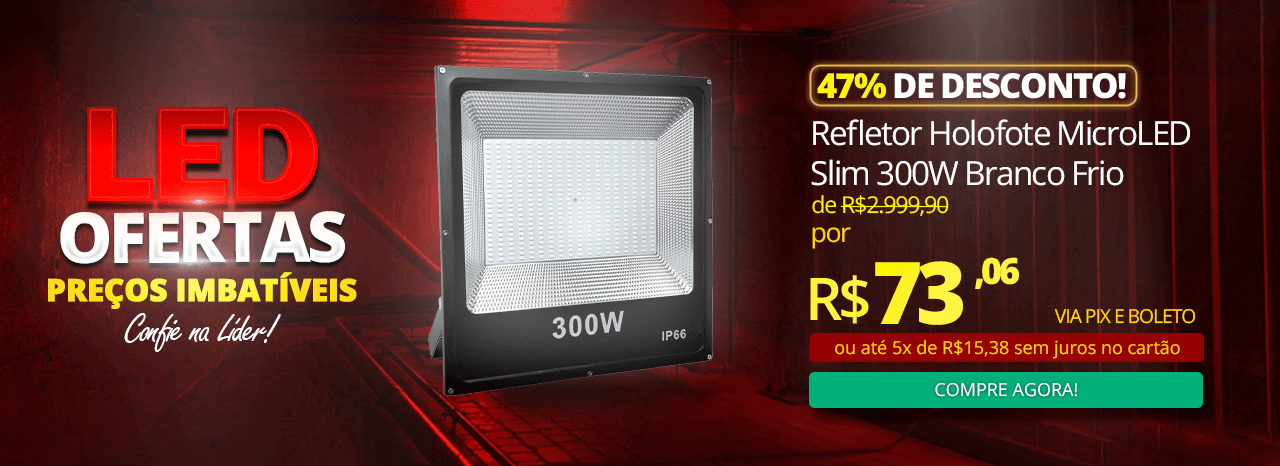 LED
OFERTAS
PREÇOS IMBATÍVEIS
Confie na Líder!
300W
IP66
47% DE DESCONTO!
Refletor Holofote MicroLED
Slim 300W Branco Frio
de R$2.999,90
por
R$73,06
VIA PIX E BOLETO
ou até 5x de R$15,38 sem juros no cartão
COMPRE AGORA!